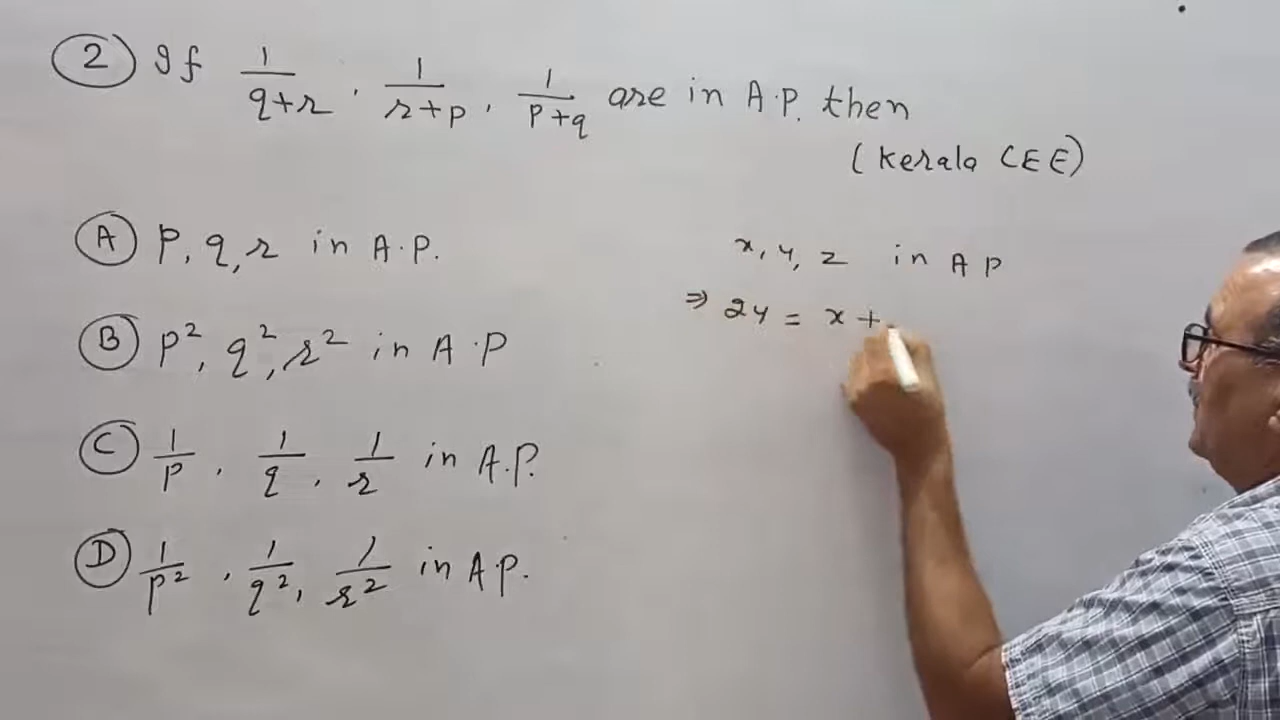 ② If 1/(q+r), 1/(r+p), 1/(p+q) are in A.P. then
(Kerala CEE)
Ⓐ p, q, r in A.P.
Ⓑ p², q², r² in A.P
Ⓒ 1/p, 1/q, 1/r in A.P.
Ⓓ 1/p², 1/q², 1/r² in A.P.
x, y, z in AP
⇒ 2y = x +